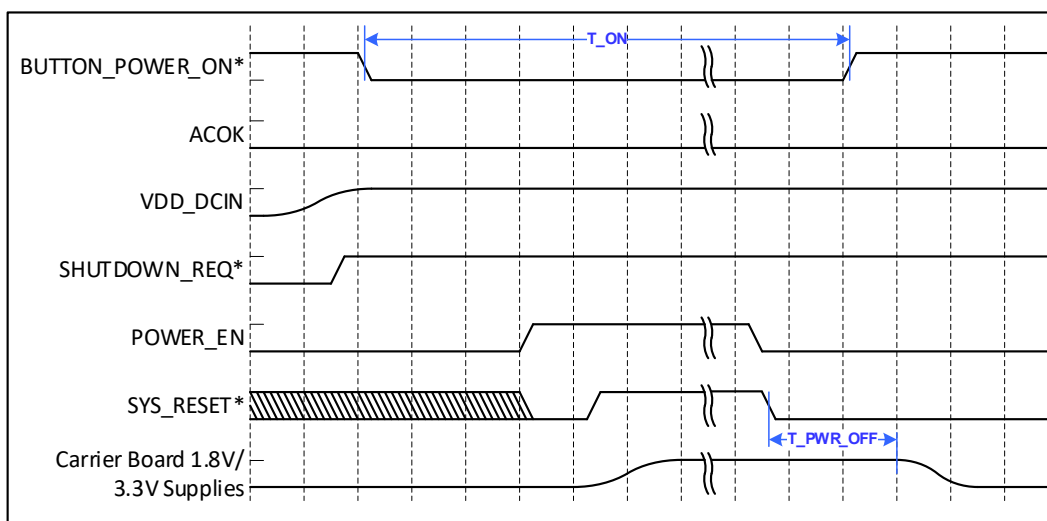 T_ON
BUTTON_POWER_ON*
ACOK
VDD_DCIN
SHUTDOWN_REQ*
POWER_EN
SYS_RESET*
T_PWR_OFF
Carrier Board 1.8V/
3.3V Supplies